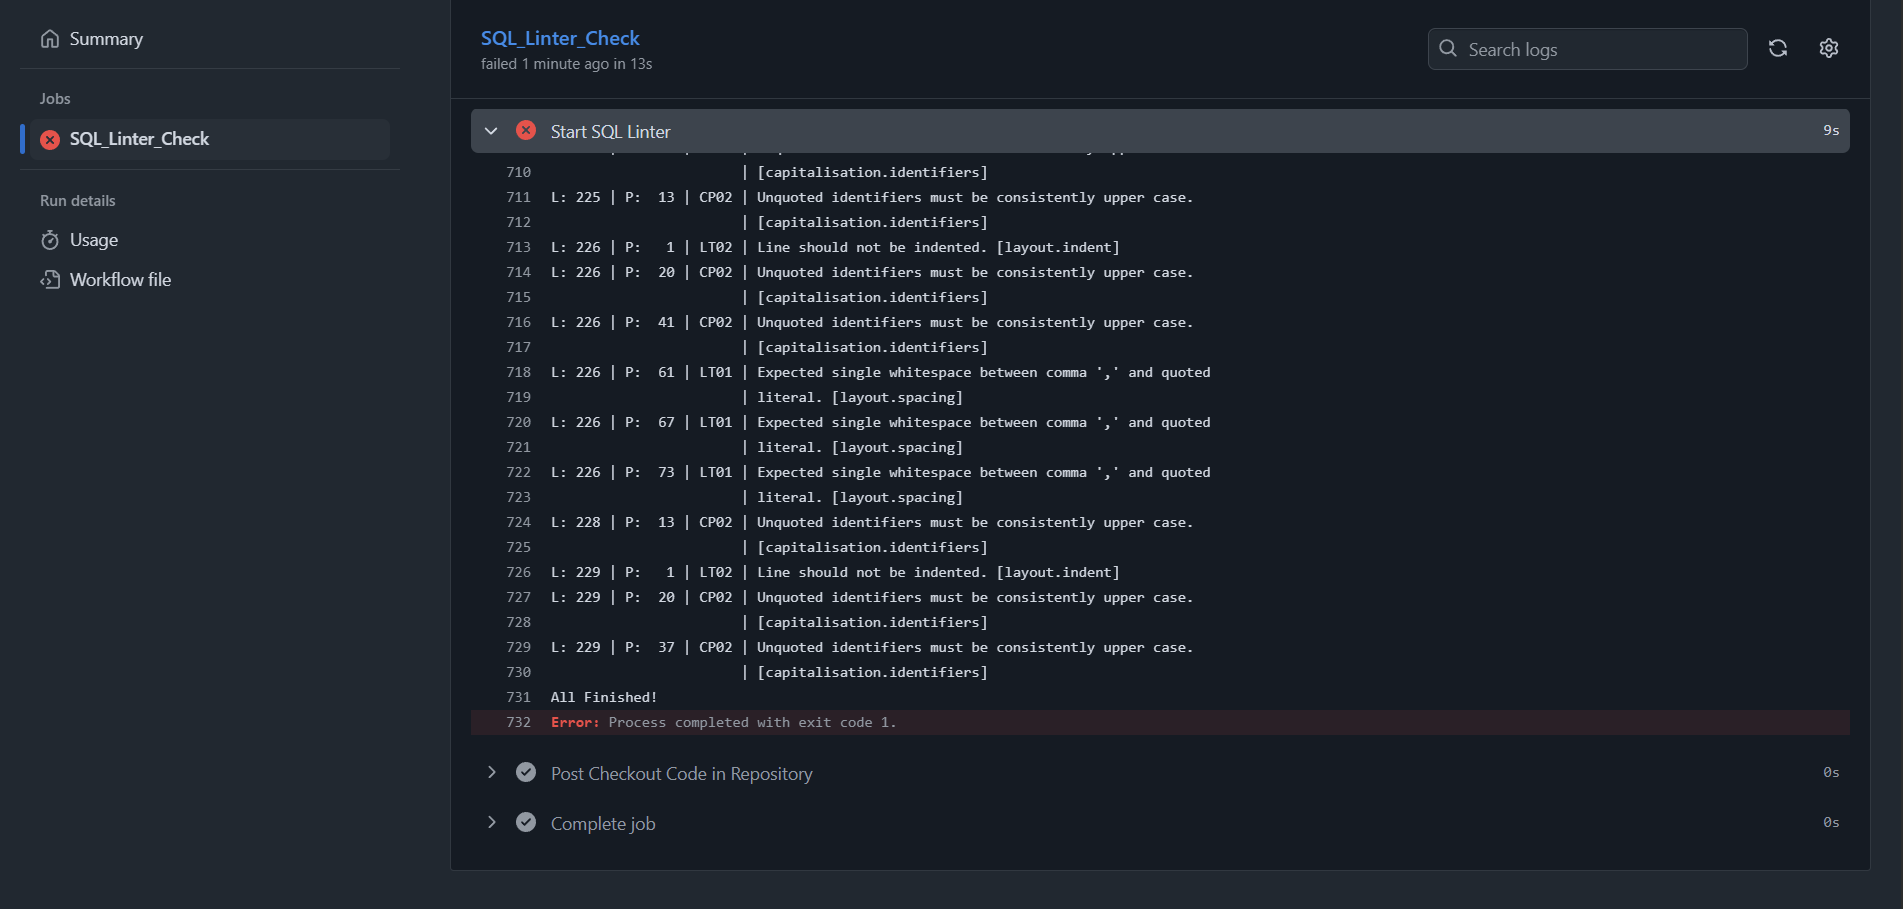 Summary
Jobs
SQL_Linter_Check
Run details
Usage
Workflow file
SQL_Linter_Check
failed 1 minute ago in 13s
Search logs
Start SQL Linter 9s
710 | [capitalisation.identifiers]
711 L: 225 | P:  13 | CP02 | Unquoted identifiers must be consistently upper case.
712 | [capitalisation.identifiers]
713 L: 226 | P:   1 | LT02 | Line should not be indented. [layout.indent]
714 L: 226 | P:  20 | CP02 | Unquoted identifiers must be consistently upper case.
715 | [capitalisation.identifiers]
716 L: 226 | P:  41 | CP02 | Unquoted identifiers must be consistently upper case.
717 | [capitalisation.identifiers]
718 L: 226 | P:  61 | LT01 | Expected single whitespace between comma ',' and quoted
719 | literal. [layout.spacing]
720 L: 226 | P:  67 | LT01 | Expected single whitespace between comma ',' and quoted
721 | literal. [layout.spacing]
722 L: 226 | P:  73 | LT01 | Expected single whitespace between comma ',' and quoted
723 | literal. [layout.spacing]
724 L: 228 | P:  13 | CP02 | Unquoted identifiers must be consistently upper case.
725 | [capitalisation.identifiers]
726 L: 229 | P:   1 | LT02 | Line should not be indented. [layout.indent]
727 L: 229 | P:  20 | CP02 | Unquoted identifiers must be consistently upper case.
728 | [capitalisation.identifiers]
729 L: 229 | P:  37 | CP02 | Unquoted identifiers must be consistently upper case.
730 | [capitalisation.identifiers]
731 All Finished!
732 Error: Process completed with exit code 1.
Post Checkout Code in Repository 0s
Complete job 0s